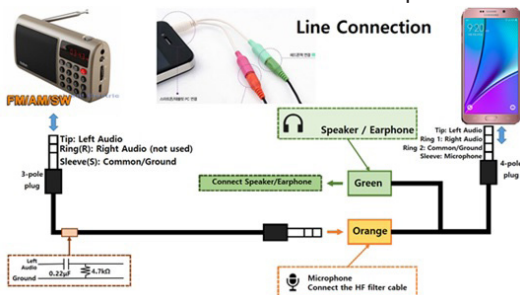 Line Connection
FM/AM/SW
Tip: Left Audio
Ring(R): Right Audio (not used)
Sleeve(S): Common/Ground
3-pole
plug
Speaker / Earphone
Connect Speaker/Earphone
Green
Tip: Left Audio
Ring 1: Right Audio
Ring 2: Common/Ground
Sleeve: Microphone
4-pole
plug
Orange
Left
Audio
0.22μF
4.7kΩ
Ground
Microphone
Connect the HF filter cable